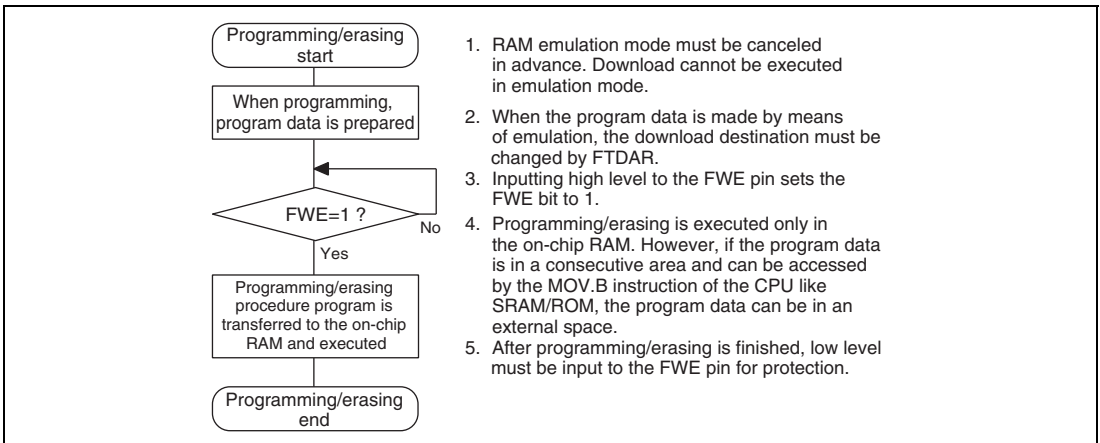 Programming/erasing
start
When programming,
program data is prepared
FWE=1 ?
No
Yes
Programming/erasing
procedure program is
transferred to the on-chip
RAM and executed
Programming/erasing
end
1. RAM emulation mode must be canceled
in advance. Download cannot be executed
in emulation mode.
2. When the program data is made by means
of emulation, the download destination must be
changed by FTDAR.
3. Inputting high level to the FWE pin sets the
FWE bit to 1.
4. Programming/erasing is executed only in
the on-chip RAM. However, if the program data
is in a consecutive area and can be accessed
by the MOV.B instruction of the CPU like
SRAM/ROM, the program data can be in an
external space.
5. After programming/erasing is finished, low level
must be input to the FWE pin for protection.